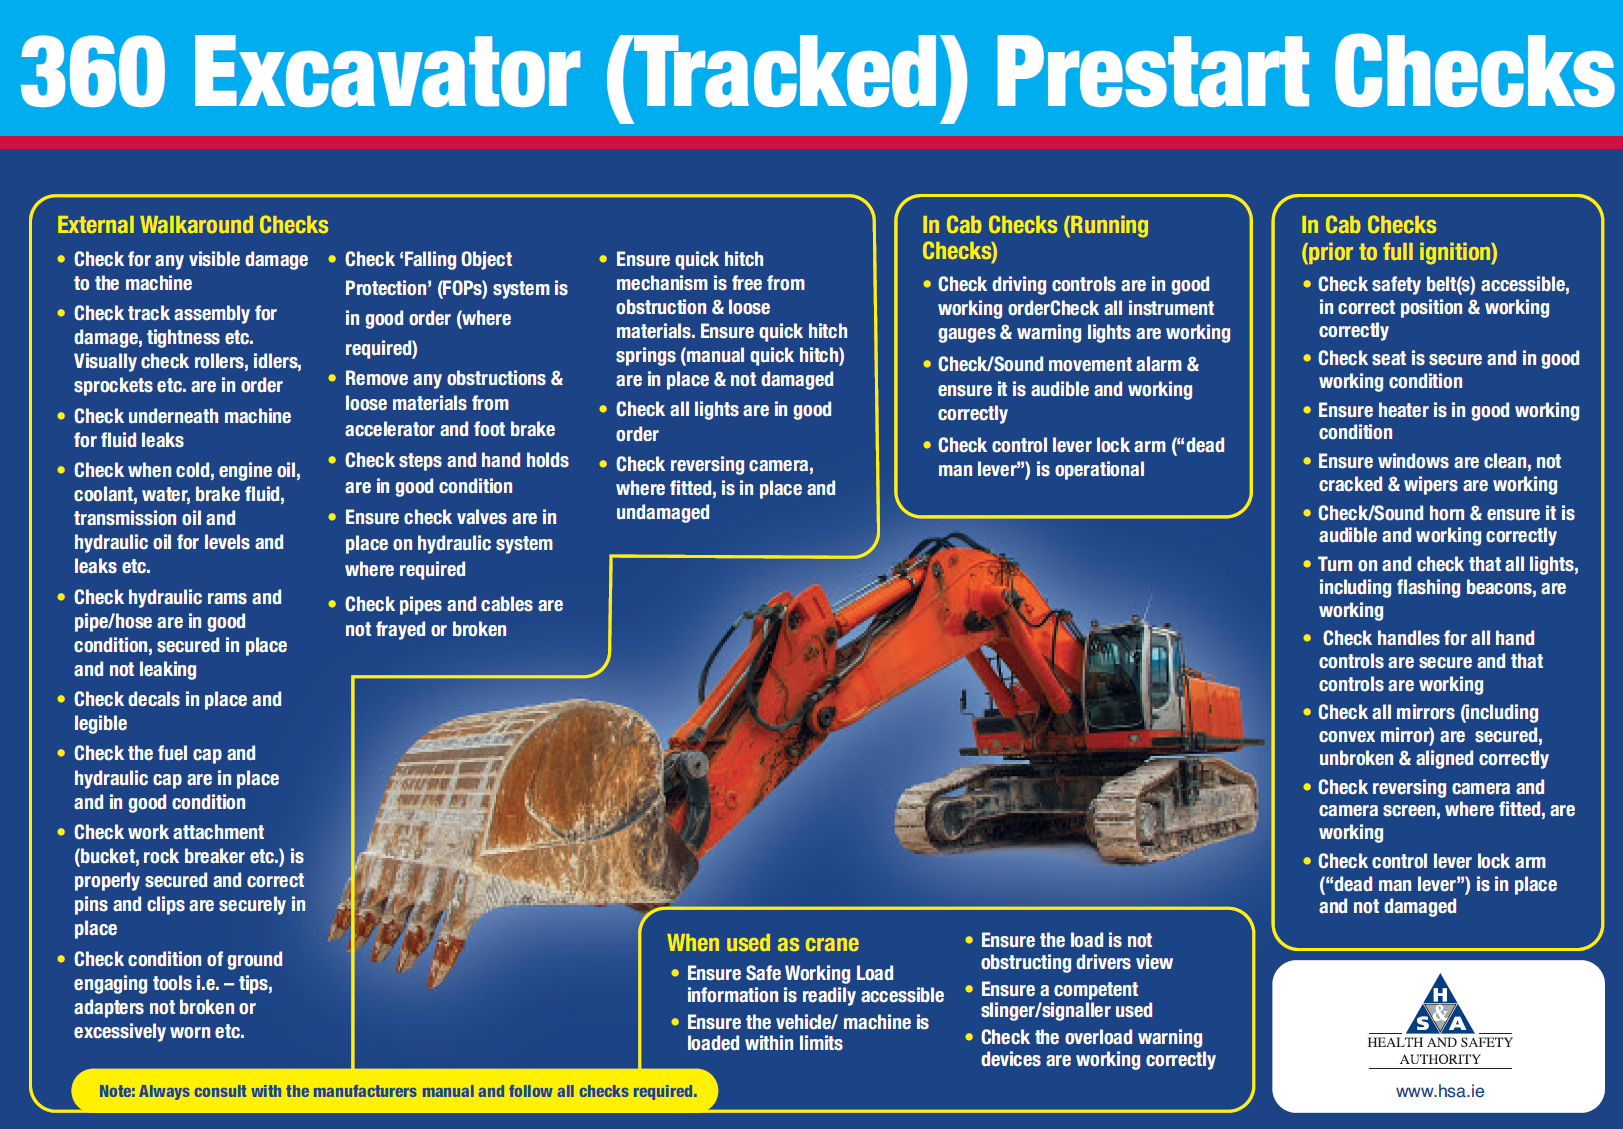 360 Excavator (Tracked) Prestart Checks
External Walkaround Checks
• Check for any visible damage
to the machine
• Check track assembly for
damage, tightness etc.
Visually check rollers, idlers,
sprockets etc. are in order
• Check underneath machine
for fluid leaks
• Check when cold, engine oil,
coolant, water, brake fluid,
transmission oil and
hydraulic oil for levels and
leaks etc.
• Check hydraulic rams and
pipe/hose are in good
condition, secured in place
and not leaking
• Check decals in place and
legible
• Check the fuel cap and
hydraulic cap are in place
and in good condition
• Check work attachment
(bucket, rock breaker etc.) is
properly secured and correct
pins and clips are securely in
place
• Check condition of ground
engaging tools i.e. – tips,
adapters not broken or
excessively worn etc.
• Check ‘Falling Object
Protection’ (FOPs) system is
in good order (where
required)
• Remove any obstructions &
loose materials from
accelerator and foot brake
• Check steps and hand holds
are in good condition
• Ensure check valves are in
place on hydraulic system
where required
• Check pipes and cables are
not frayed or broken
• Ensure quick hitch
mechanism is free from
obstruction & loose
materials. Ensure quick hitch
springs (manual quick hitch)
are in place & not damaged
• Check all lights are in good
order
• Check reversing camera,
where fitted, is in place and
undamaged
In Cab Checks (Running
Checks)
• Check driving controls are in good
working orderCheck all instrument
gauges & warning lights are working
• Check/Sound movement alarm &
ensure it is audible and working
correctly
• Check control lever lock arm (“dead
man lever”) is operational
In Cab Checks
(prior to full ignition)
• Check safety belt(s) accessible,
in correct position & working
correctly
• Check seat is secure and in good
working condition
• Ensure heater is in good working
condition
• Ensure windows are clean, not
cracked & wipers are working
• Check/Sound horn & ensure it is
audible and working correctly
• Turn on and check that all lights,
including flashing beacons, are
working
• Check handles for all hand
controls are secure and that
controls are working
• Check all mirrors (including
convex mirror) are secured,
unbroken & aligned correctly
• Check reversing camera and
camera screen, where fitted, are
working
• Check control lever lock arm
(“dead man lever”) is in place
and not damaged
When used as crane
• Ensure Safe Working Load
information is readily accessible
• Ensure the vehicle/ machine is
loaded within limits
• Ensure the load is not
obstructing drivers view
• Ensure a competent
slinger/signaller used
• Check the overload warning
devices are working correctly
Note: Always consult with the manufacturers manual and follow all checks required.
H
S & A
HEALTH AND SAFETY
AUTHORITY
www.hsa.ie